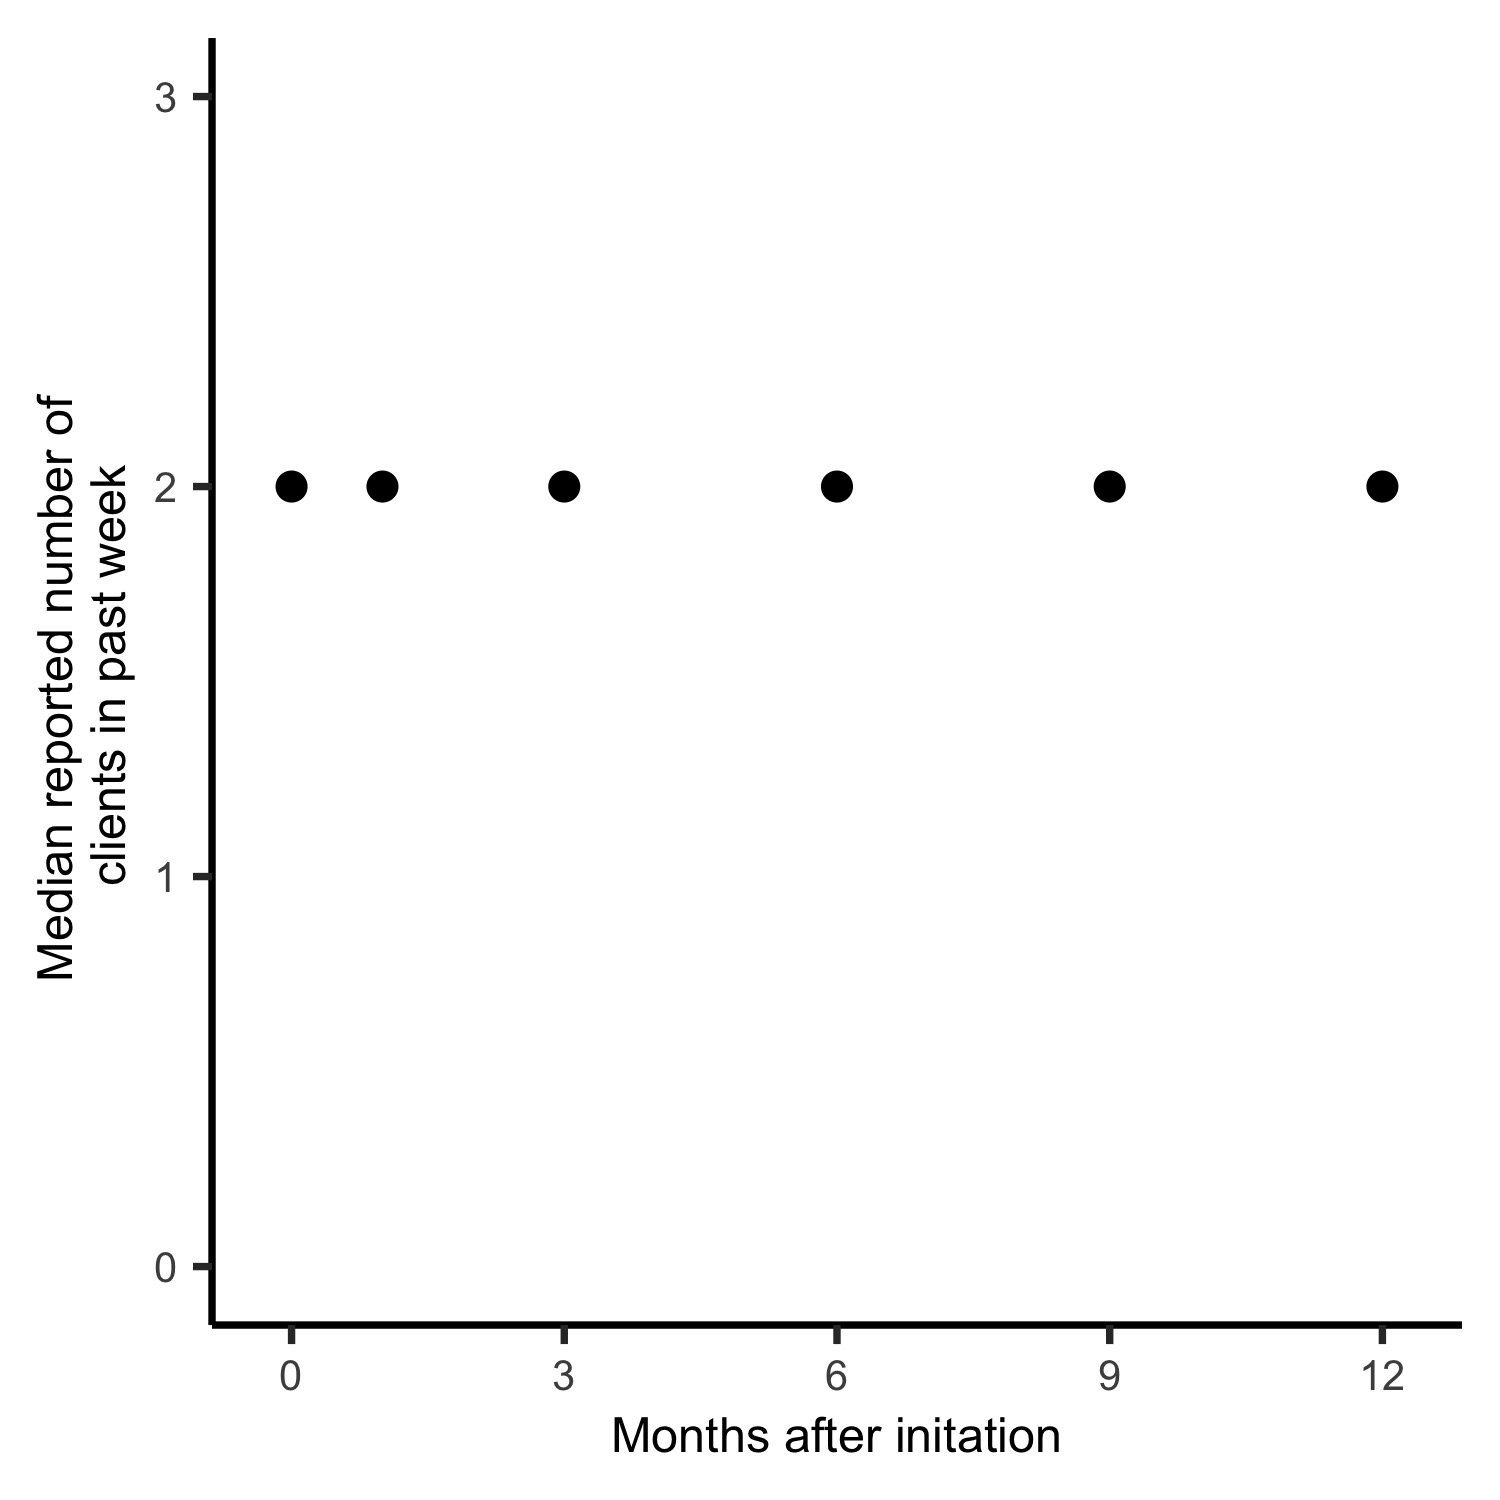 Median reported number of
clients in past week
3
2
1
0
0 3 6 9 12
Months after initation